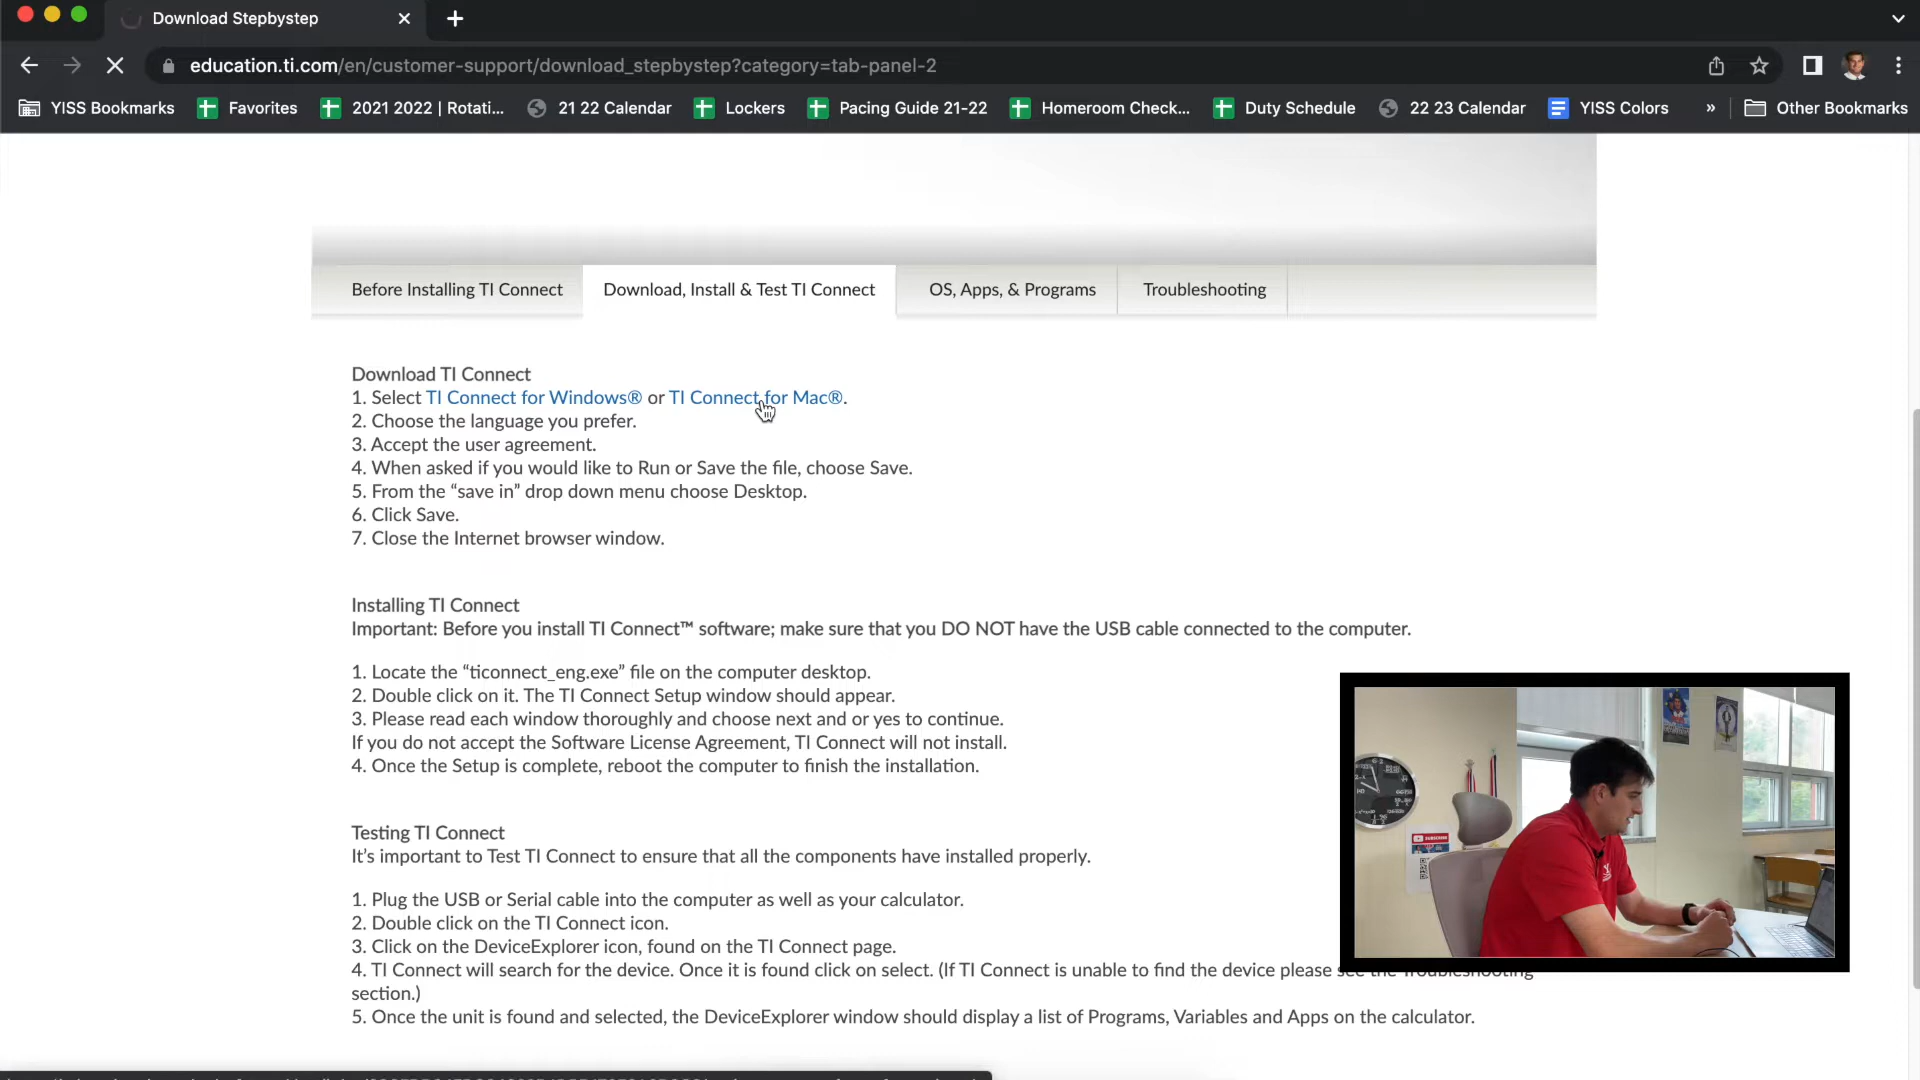 Download Stepbystep
education.ti.com/en/customer-support/download_stepbystep?category=tab-panel-2
YISS Bookmarks Favorites 2021 2022 | Rotati... 21 22 Calendar Lockers Pacing Guide 21-22 Homeroom Check... Duty Schedule 22 23 Calendar YISS Colors » Other Bookmarks
Before Installing TI Connect Download, Install & Test TI Connect OS, Apps, & Programs Troubleshooting
Download TI Connect
1. Select TI Connect for Windows® or TI Connect for Mac®.
2. Choose the language you prefer.
3. Accept the user agreement.
4. When asked if you would like to Run or Save the file, choose Save.
5. From the “save in” drop down menu choose Desktop.
6. Click Save.
7. Close the Internet browser window.
Installing TI Connect
Important: Before you install TI Connect™ software; make sure that you DO NOT have the USB cable connected to the computer.
1. Locate the “ticonnect_eng.exe” file on the computer desktop.
2. Double click on it. The TI Connect Setup window should appear.
3. Please read each window thoroughly and choose next and or yes to continue.
If you do not accept the Software License Agreement, TI Connect will not install.
4. Once the Setup is complete, reboot the computer to finish the installation.
Testing TI Connect
It’s important to Test TI Connect to ensure that all the components have installed properly.
1. Plug the USB or Serial cable into the computer as well as your calculator.
2. Double click on the TI Connect icon.
3. Click on the DeviceExplorer icon, found on the TI Connect page.
4. TI Connect will search for the device. Once it is found click on select. (If TI Connect is unable to find the device please see the Troubleshooting
section.)
5. Once the unit is found and selected, the DeviceExplorer window should display a list of Programs, Variables and Apps on the calculator.
SUBSCRIBE